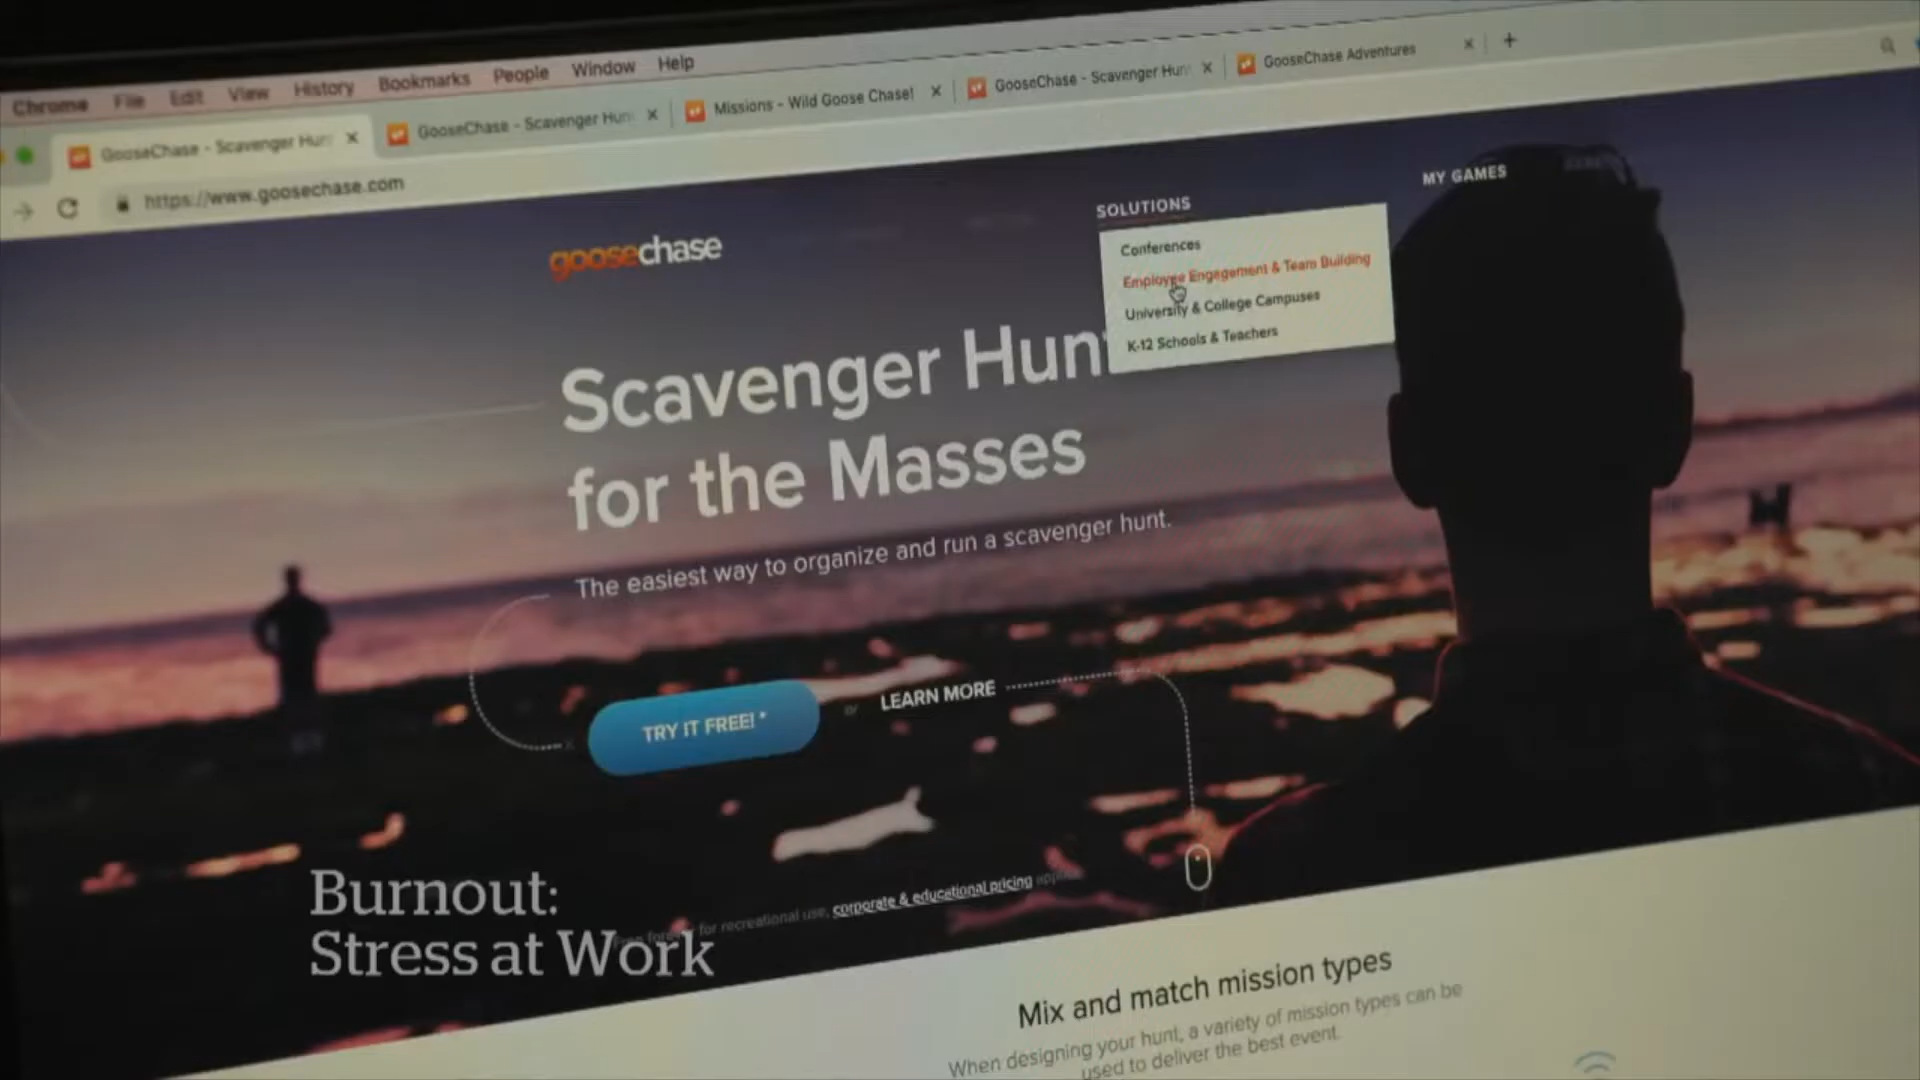 Chrome File Edit View History Bookmarks People Window Help
GooseChase - Scavenger Hun
GooseChase - Scavenger Hun
Missions - Wild Goose Chase!
GooseChase - Scavenger Hun
GooseChase Adventures
https://www.goosechase.com
goosechase
SOLUTIONS
MY GAMES
Conferences
Employee Engagement & Team Building
University & College Campuses
K-12 Schools & Teachers
Scavenger Hun
for the Masses
The easiest way to organize and run a scavenger hunt.
TRY IT FREE! *
or
LEARN MORE
for recreational use, corporate & educational pricing
Burnout:
Stress at Work
Mix and match mission types
When designing your hunt, a variety of mission types can be
used to deliver the best event.